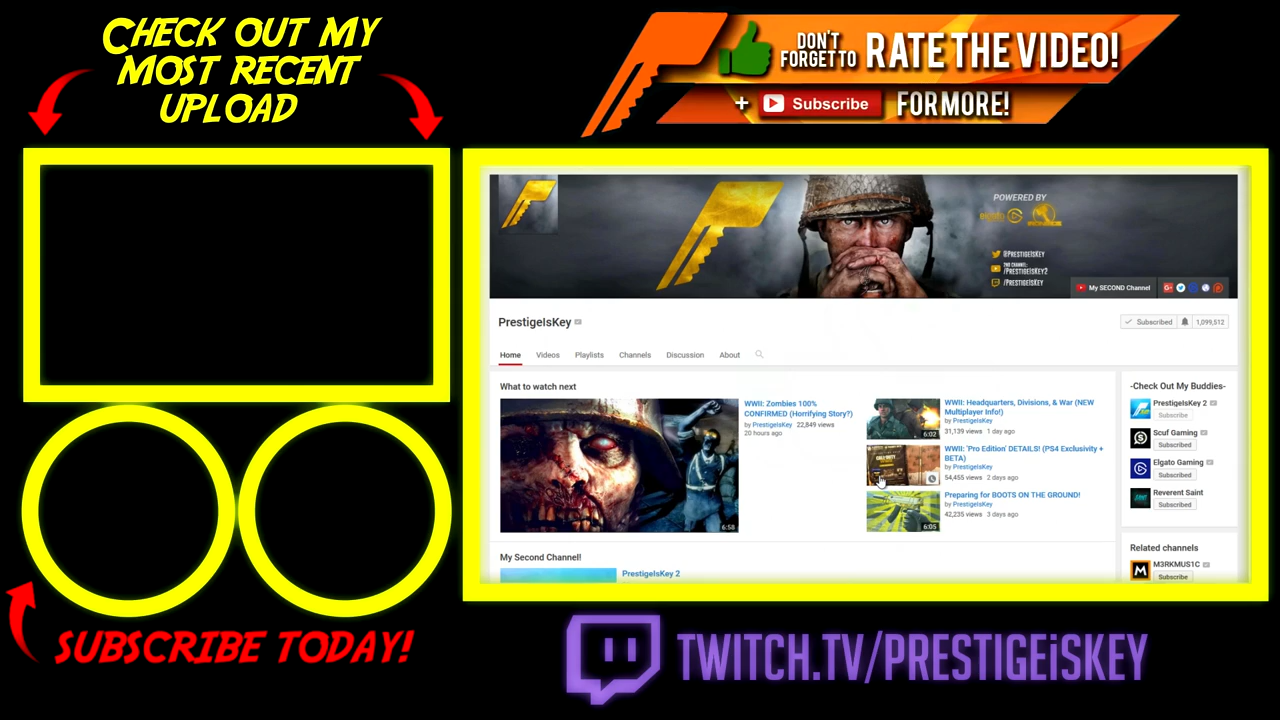 CHECK OUT MY
MOST RECENT
UPLOAD
DON'T
FORGET TO
RATE THE VIDEO!
+ Subscribe FOR MORE!
POWERED BY
@PRESTIGEISKEY
2ND CHANNEL:
/PRESTIGEISKEY2
/PRESTIGEISKEY
My SECOND Channel
PrestigeIsKey
Subscribed 1,099,512
Home Videos Playlists Channels Discussion About
What to watch next
WWII: Zombies 100%
CONFIRMED (Horrifying Story?)
by PrestigeIsKey 22,849 views
20 hours ago
6:58
WWII: Headquarters, Divisions, & War (NEW
Multiplayer Info!)
by PrestigeIsKey
31,139 views 1 day ago
6:02
WWII: 'Pro Edition' DETAILS! (PS4 Exclusivity +
BETA)
by PrestigeIsKey
54,455 views 2 days ago
Preparing for BOOTS ON THE GROUND!
by PrestigeIsKey
42,235 views 3 days ago
6:05
My Second Channel!
PrestigeIsKey 2
-Check Out My Buddies-
PrestigeIsKey 2
Subscribe
Scuf Gaming
Subscribed
Elgato Gaming
Subscribed
Reverent Saint
Subscribed
Related channels
M3RKMUS1C
Subscribe
SUBSCRIBE TODAY!
TWITCH.TV/PRESTIGEiSKEY